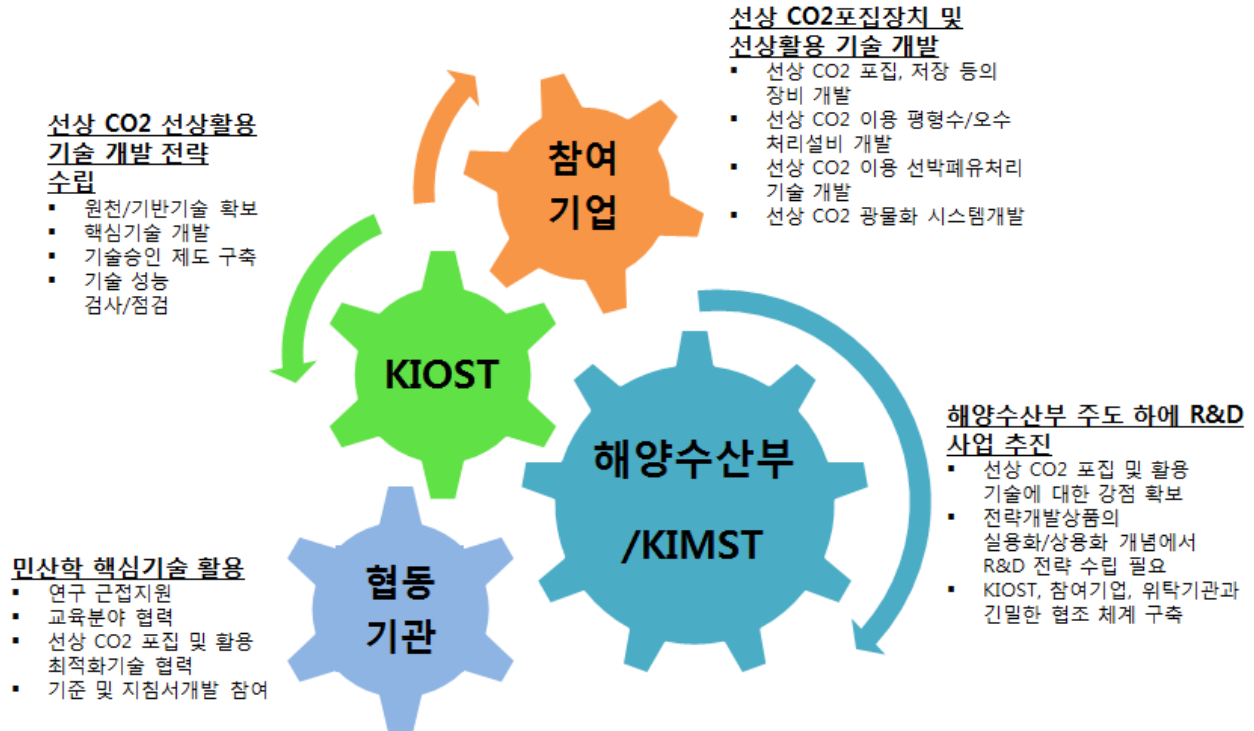 선상 CO2포집장치 및
선상활용 기술 개발
▪ 선상 CO2 포집, 저장 등의
장비 개발
▪ 선상 CO2 이용 평형수/오수
처리설비 개발
▪ 선상 CO2 이용 선박폐유처리
기술 개발
▪ 선상 CO2 광물화 시스템개발
참여
기업
선상 CO2 선상활용
기술 개발 전략
수립
▪ 원천/기반기술 확보
▪ 핵심기술 개발
▪ 기술승인 제도 구축
▪ 기술 성능
검사/점검
KIOST
해양수산부
/KIMST
해양수산부 주도 하에 R&D
사업 추진
▪ 선상 CO2 포집 및 활용
기술에 대한 강점 확보
▪ 전략개발상품의
실용화/상용화 개념에서
R&D 전략 수립 필요
▪ KIOST, 참여기업, 위탁기관과
긴밀한 협조 체계 구축
민산학 핵심기술 활용
▪ 연구 근접지원
▪ 교육분야 협력
▪ 선상 CO2 포집 및 활용
최적화기술 협력
▪ 기준 및 지침서개발 참여
협동
기관